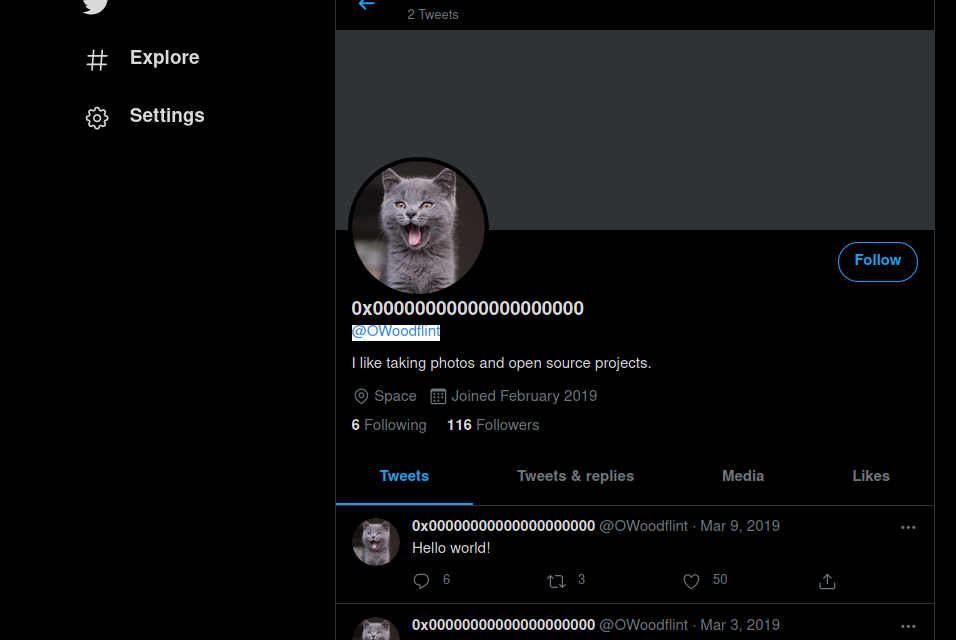 2 Tweets
Explore
Settings
Follow
0x00000000000000000000
@OWoodflint
I like taking photos and open source projects.
Space Joined February 2019
6 Following 116 Followers
Tweets Tweets & replies Media Likes
0x00000000000000000000 @OWoodflint · Mar 9, 2019
Hello world!
6 3 50
0x00000000000000000000 @OWoodflint · Mar 3, 2019